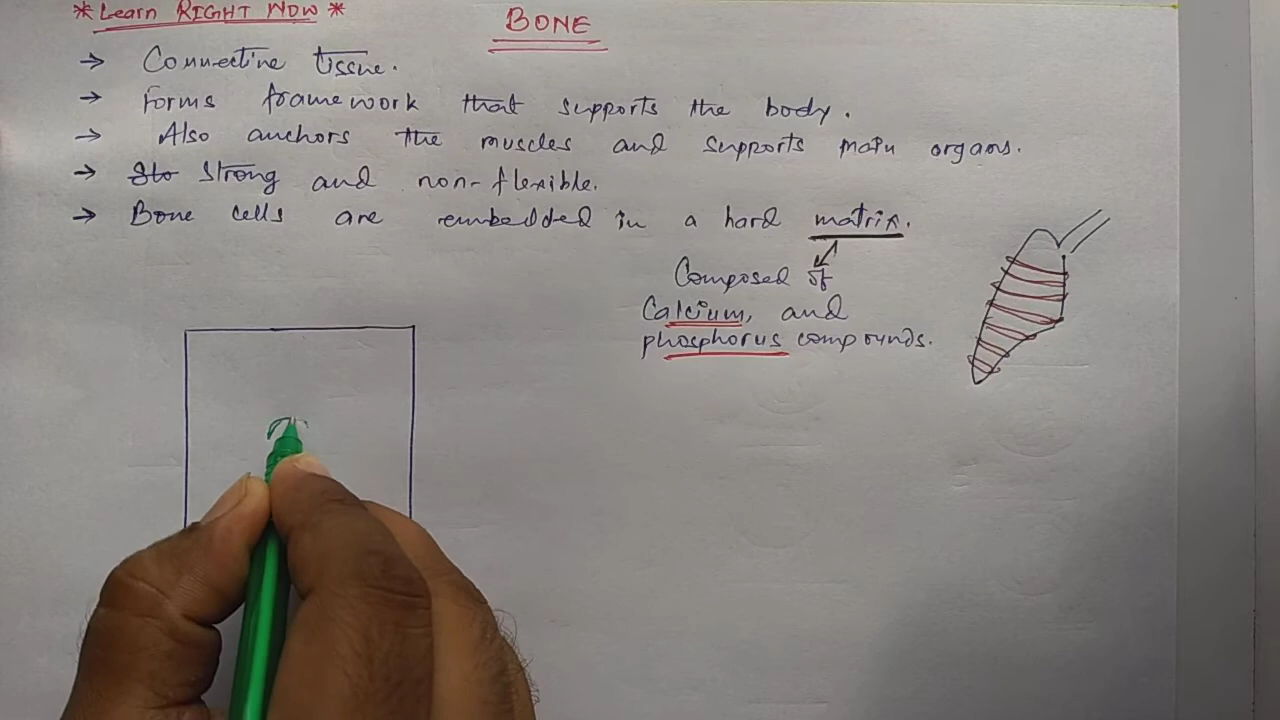 * Learn RIGHT NOW *
BONE
→ Connective tissue.
→ Forms framework that supports the body.
→ Also anchors the muscles and supports main organs.
→ Sto Strong and non-flexible.
→ Bone cells are embedded in a hard matrix.
Composed of
Calcium, and
phosphorus compounds.